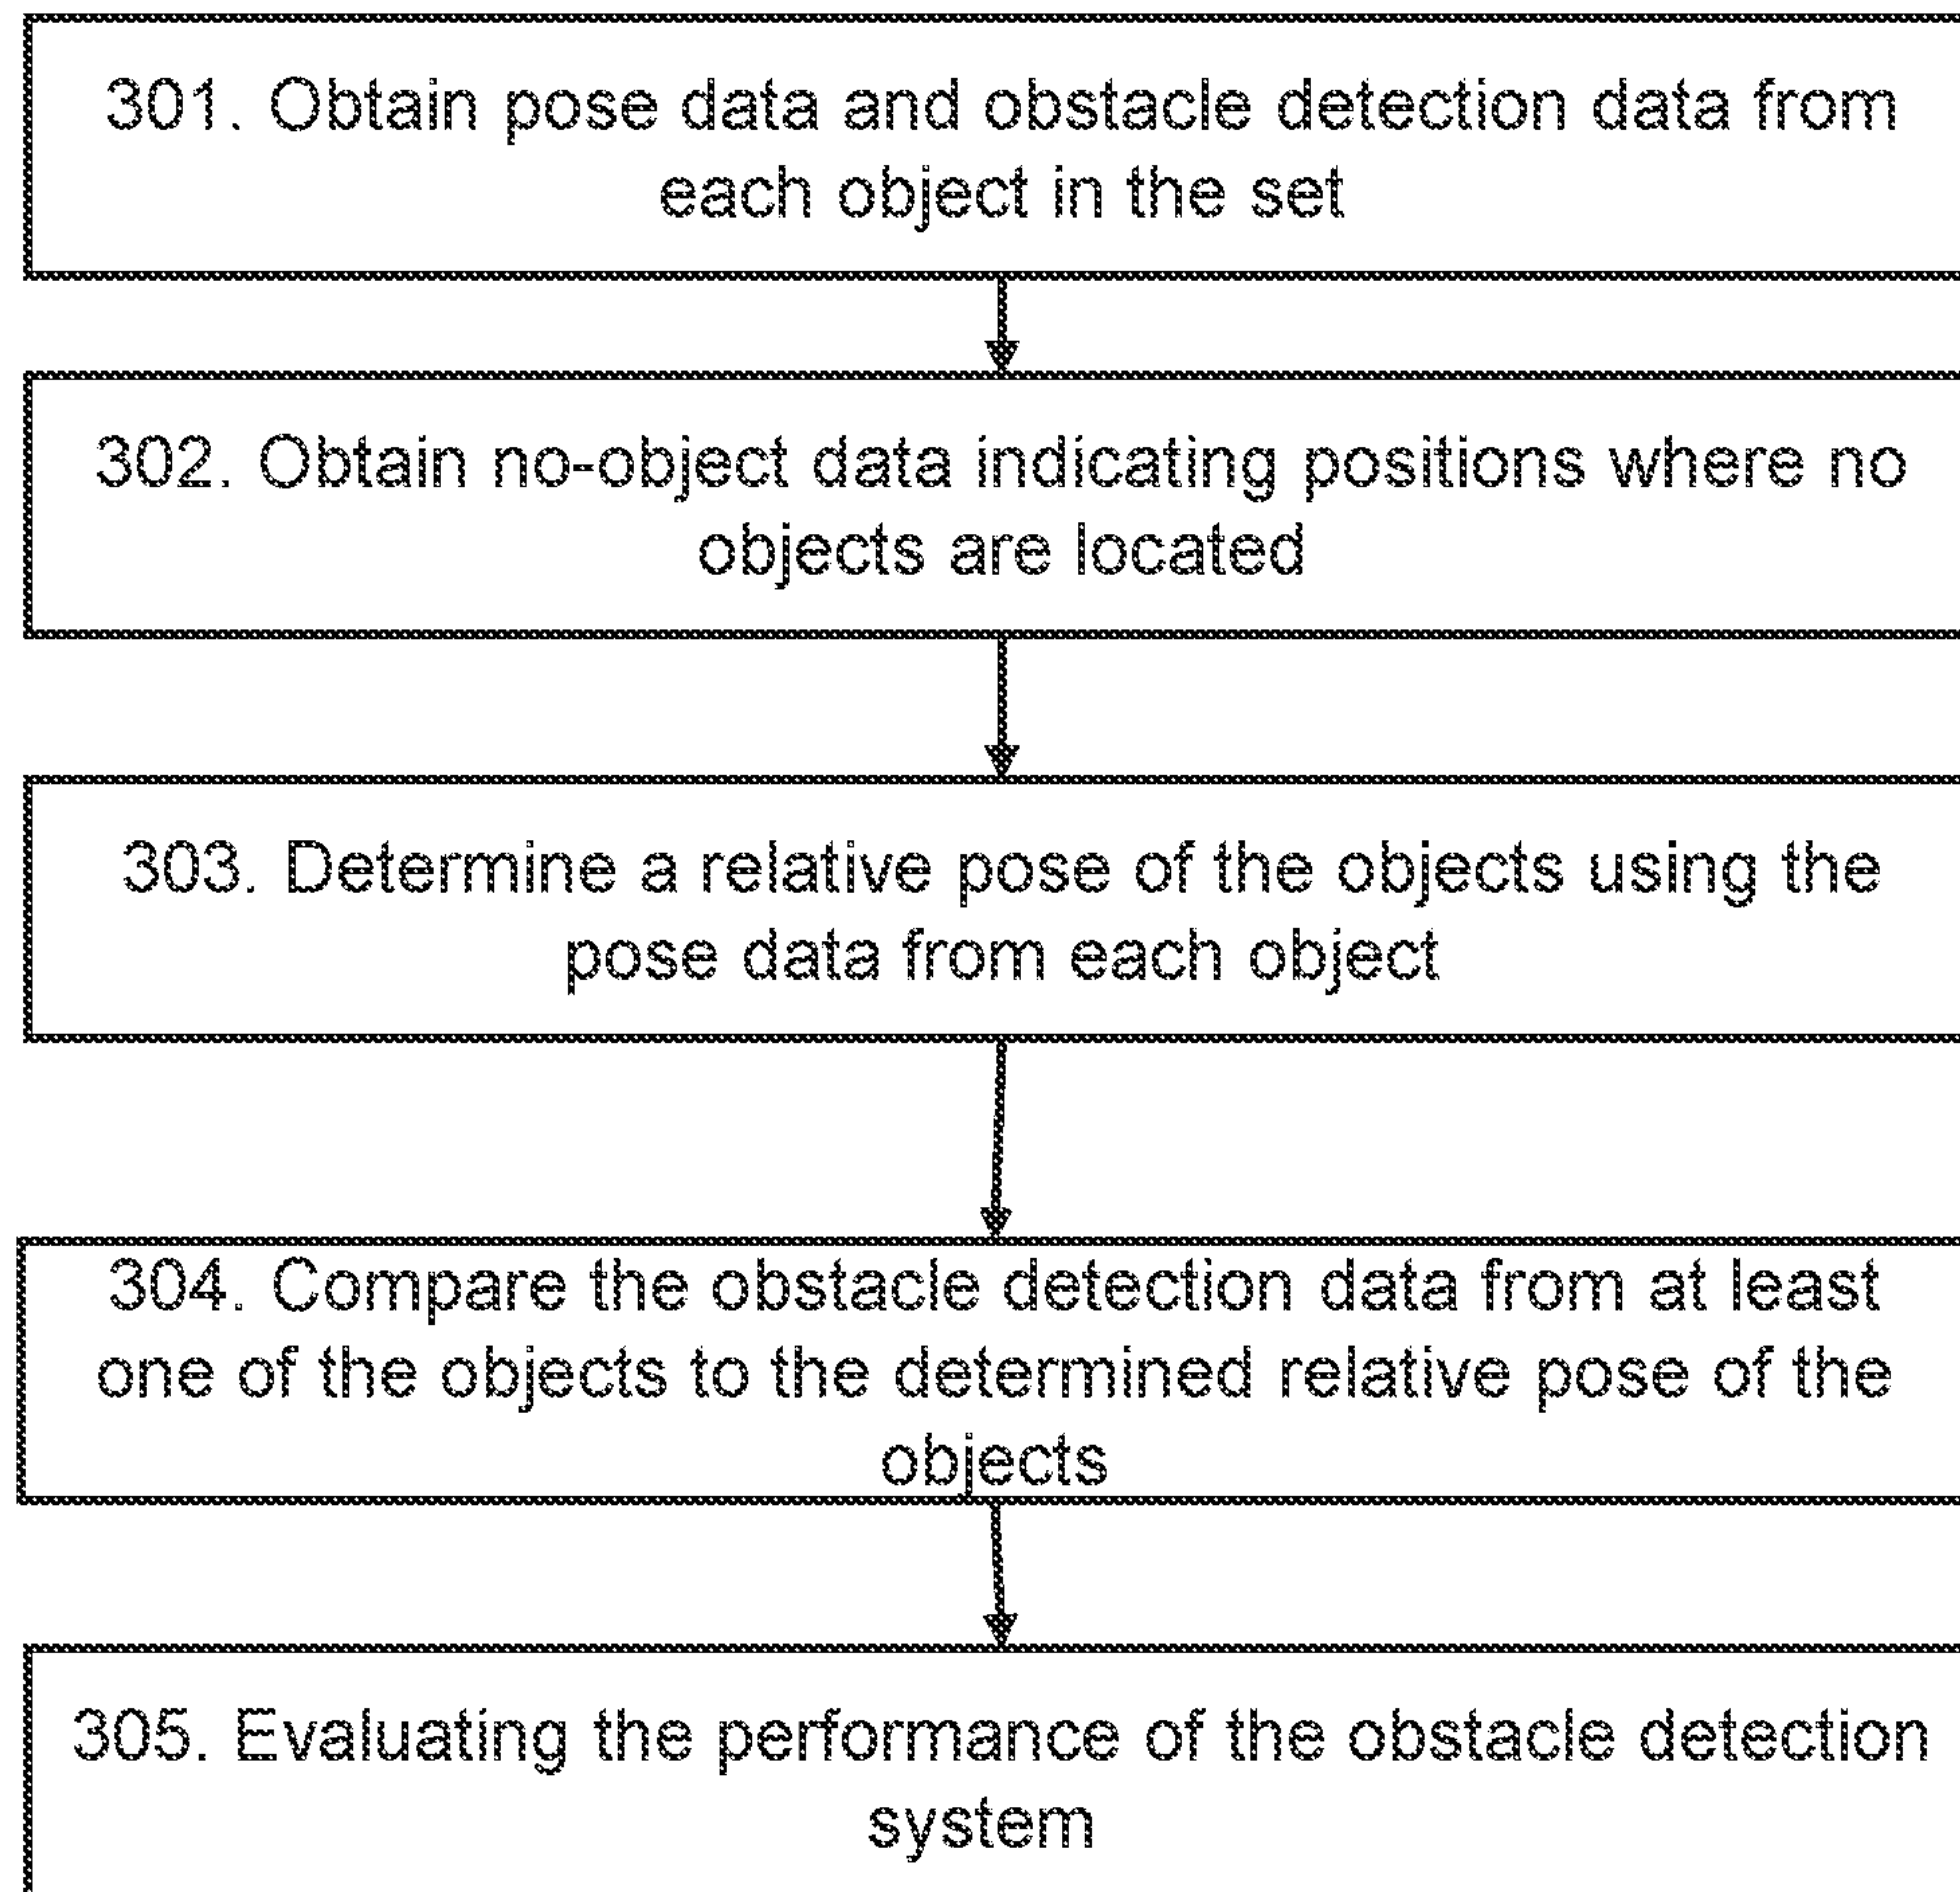 301. Obtain pose data and obstacle detection data from
each object in the set
302. Obtain no-object data indicating positions where no
objects are located
303. Determine a relative pose of the objects using the
pose data from each object
304. Compare the obstacle detection data from at least
one of the objects to the determined relative pose of the
objects
305. Evaluating the performance of the obstacle detection
system